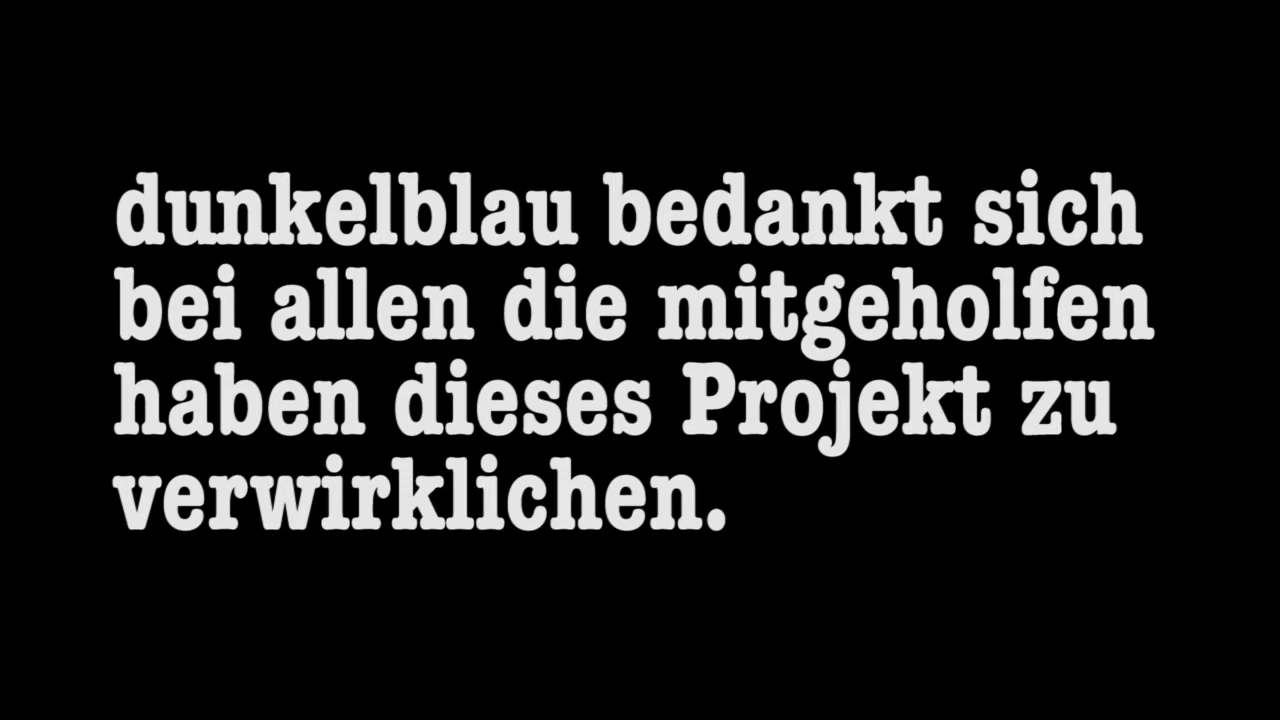 dunkelblau bedankt sich
bei allen die mitgeholfen
haben dieses Projekt zu
verwirklichen.